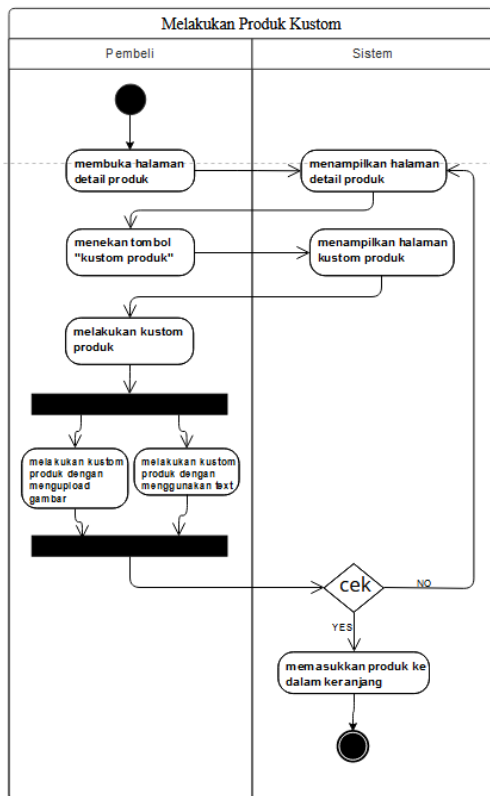 Melakukan Produk Kustom
Pembeli
Sistem
membuka halaman
detail produk
menampilkan halaman
detail produk
menekan tombol
"kustom produk"
menampilkan halaman
kustom produk
melakukan kustom
produk
melakukan kustom
produk dengan
mengupload
gambar
melakukan kustom
produk dengan
menggunakan text
cek
NO
YES
memasukkan produk ke
dalam keranjang